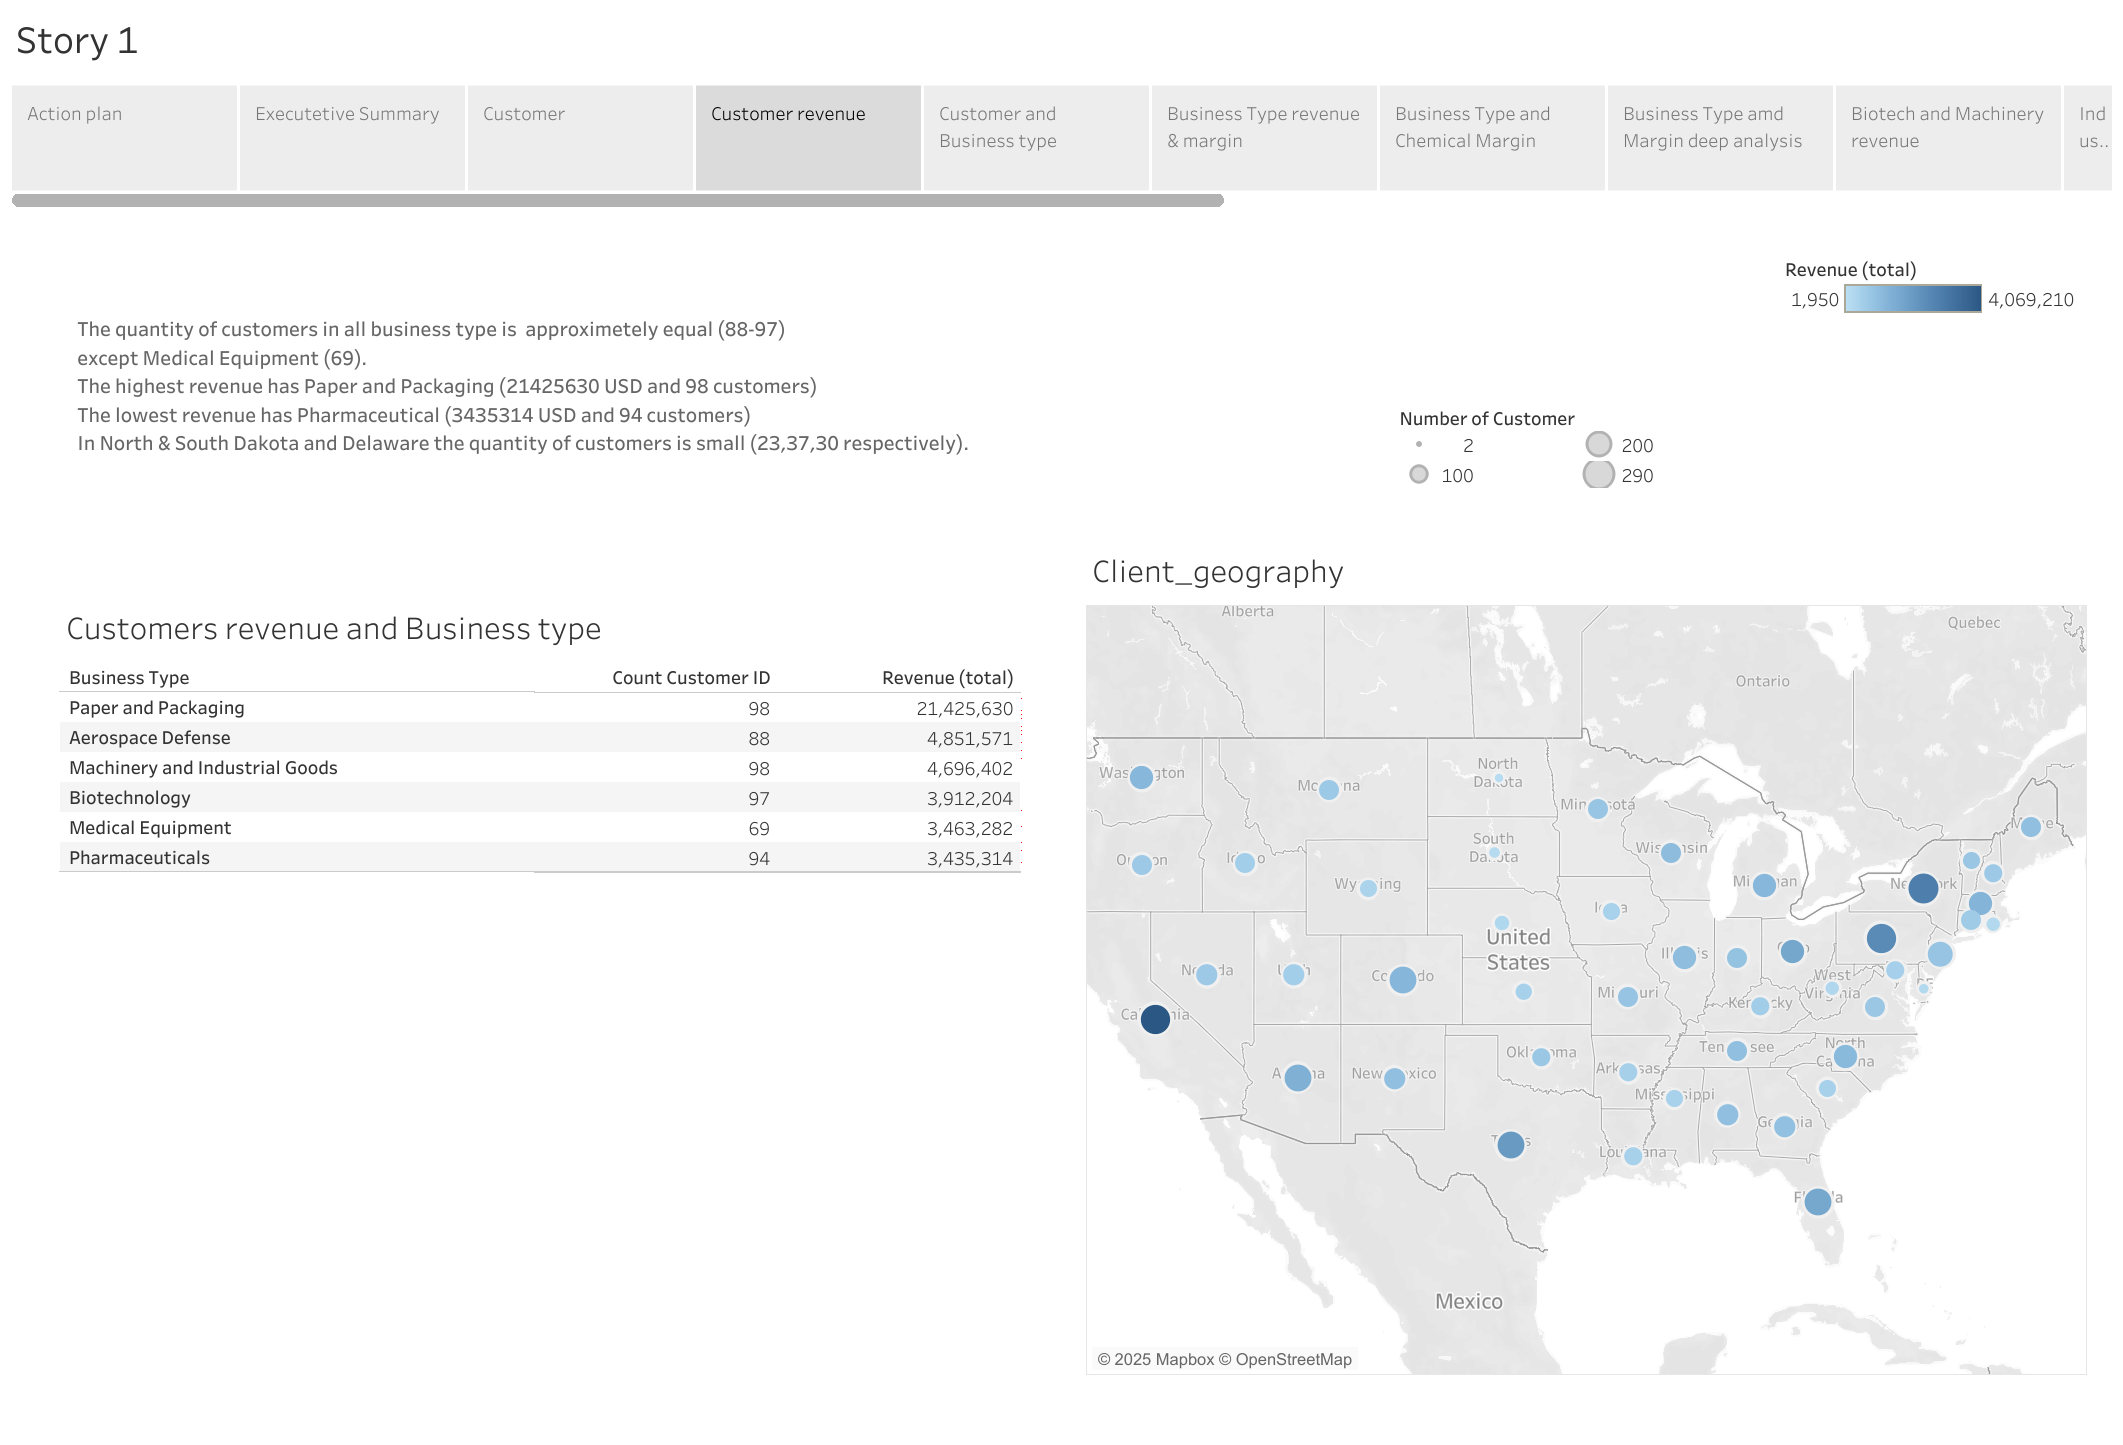 Story 1
Action plan
Executetive Summary
Customer
Customer revenue
Customer and
Business type
Business Type revenue
& margin
Business Type and
Chemical Margin
Business Type amd
Margin deep analysis
Biotech and Machinery
revenue
Ind
us..
Revenue (total)
1,950 4,069,210
The quantity of customers in all business type is  approximetely equal (88-97)
except Medical Equipment (69).
The highest revenue has Paper and Packaging (21425630 USD and 98 customers)
The lowest revenue has Pharmaceutical (3435314 USD and 94 customers)
In North & South Dakota and Delaware the quantity of customers is small (23,37,30 respectively).
Number of Customer
2 200
100 290
Client_geography
Customers revenue and Business type
Business Type Count Customer ID Revenue (total)
Paper and Packaging 98 21,425,630
Aerospace Defense 88 4,851,571
Machinery and Industrial Goods 98 4,696,402
Biotechnology 97 3,912,204
Medical Equipment 69 3,463,282
Pharmaceuticals 94 3,435,314
Alberta
Quebec
Ontario
North
Dakota
South
Dakota
United
States
West
Virginia
North
Mexico
© 2025 Mapbox © OpenStreetMap